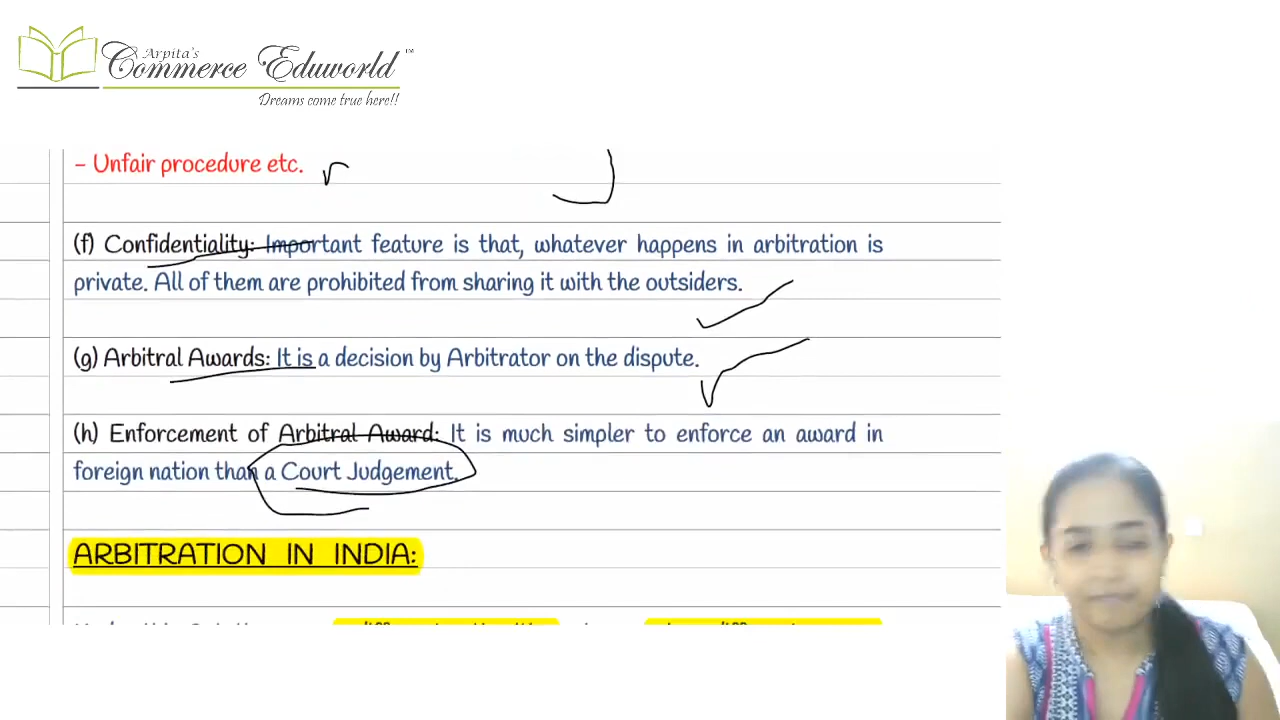 Arpita's
Commerce Eduworld ™
Dreams come true here!!
- Unfair procedure etc.
(f) Confidentiality: Important feature is that, whatever happens in arbitration is
private. All of them are prohibited from sharing it with the outsiders.
(g) Arbitral Awards: It is a decision by Arbitrator on the dispute.
(h) Enforcement of Arbitral Award: It is much simpler to enforce an award in
foreign nation than a Court Judgement.
ARBITRATION IN INDIA: